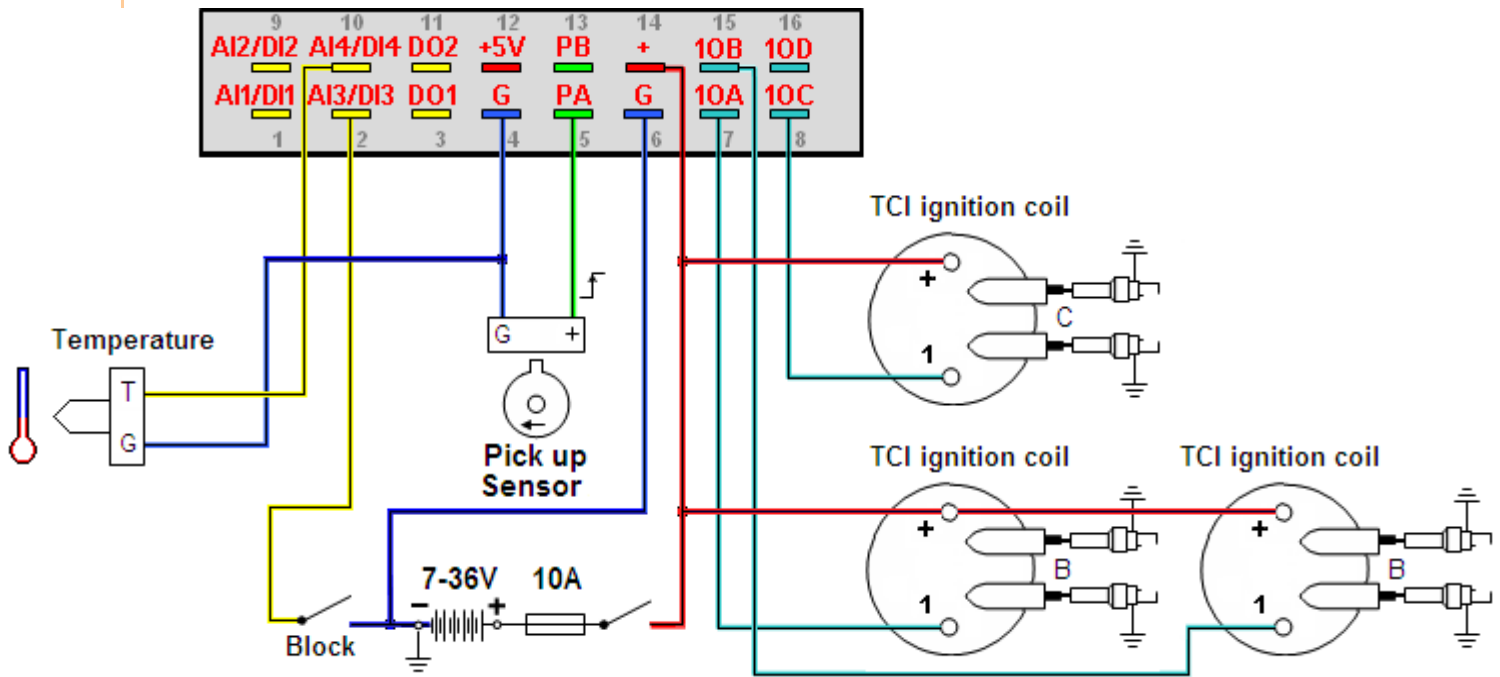 9 10 11 12 13 14 15 16
AI2/DI2 AI4/DI4 DO2 +5V PB + 1OB 1OD
AI1/DI1 AI3/DI3 DO1 G PA G 1OA 1OC
1 2 3 4 5 6 7 8
TCI ignition coil
+
C
1
Temperature
T
G
G +
Pick up
Sensor
TCI ignition coil TCI ignition coil
+ +
B B
1 1
7-36V 10A
− +
Block